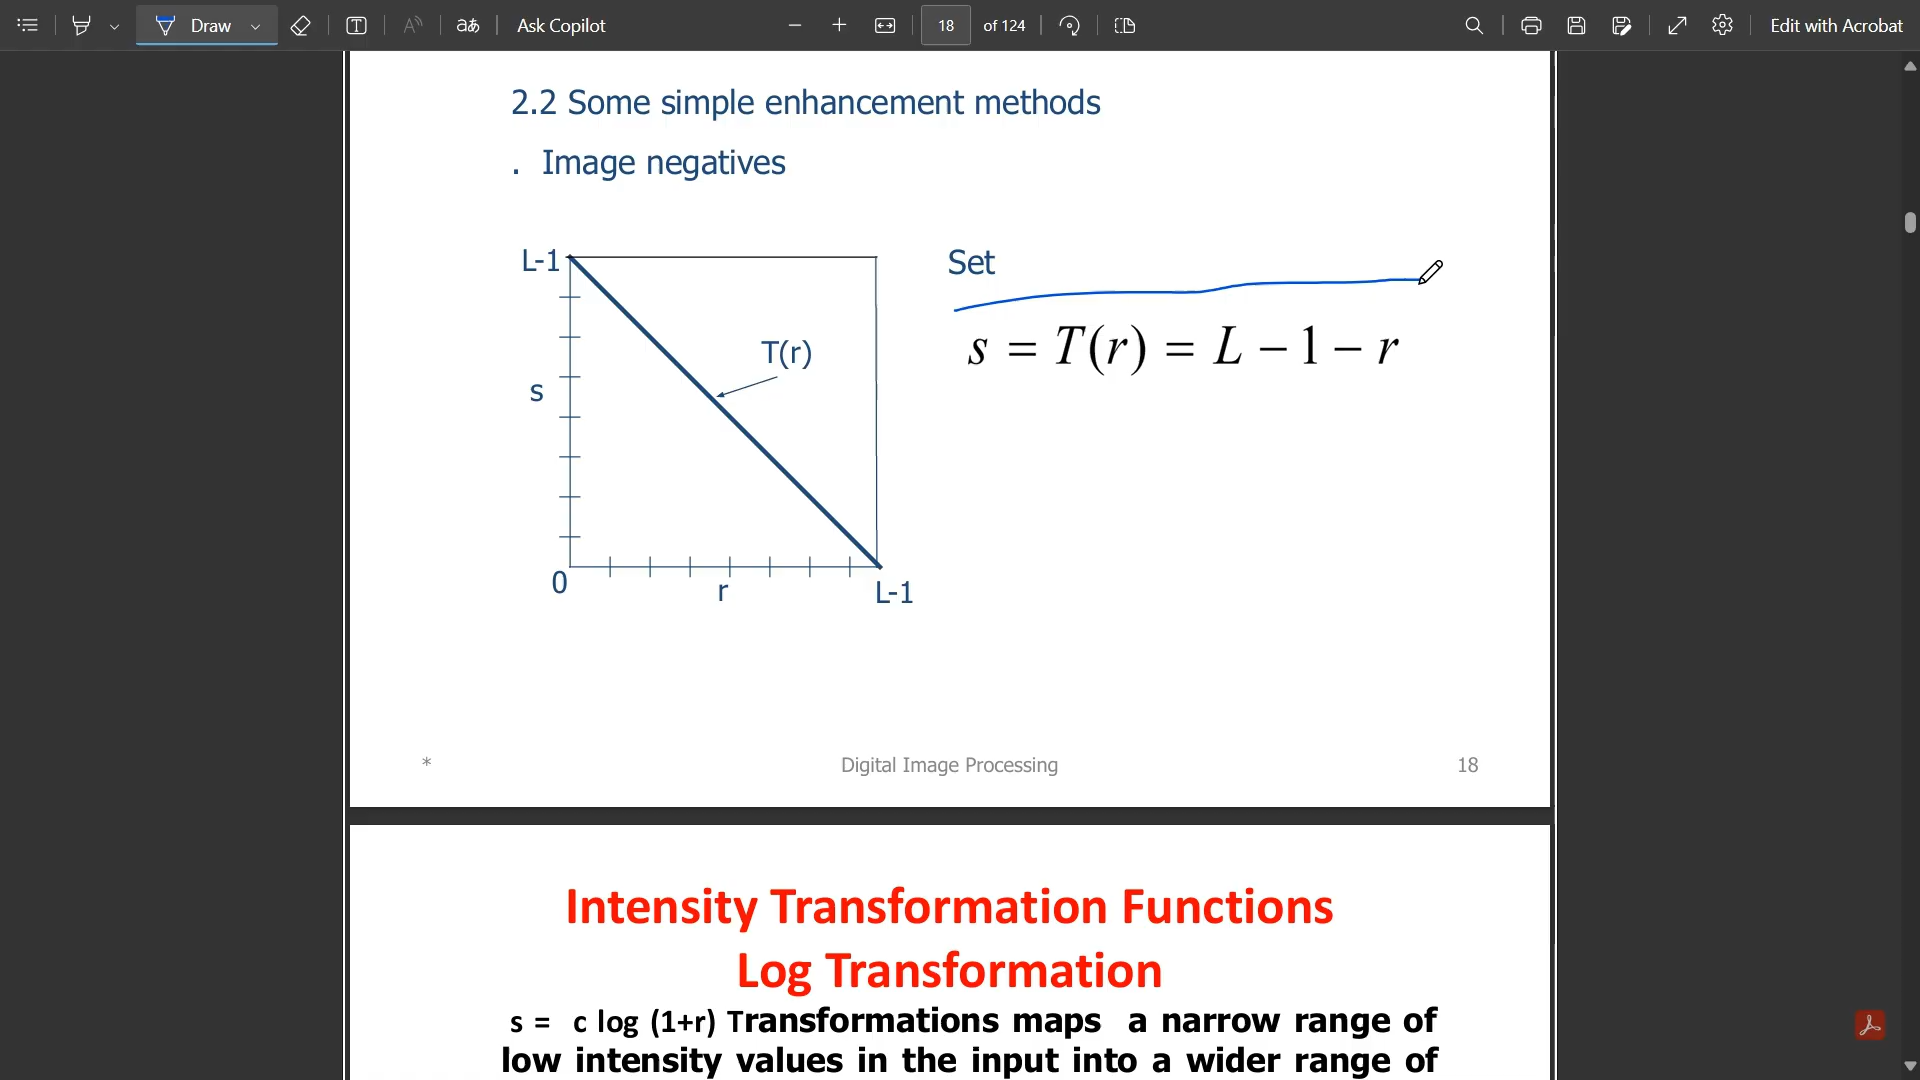 Draw
aあ
Ask Copilot
18 of 124
Edit with Acrobat
2.2 Some simple enhancement methods
. Image negatives
L-1
Set
T(r)
s = T(r) = L − 1 − r
s
0
r
L-1
*
Digital Image Processing
18
Intensity Transformation Functions
Log Transformation
s = c log (1+r) Transformations maps a narrow range of
low intensity values in the input into a wider range of